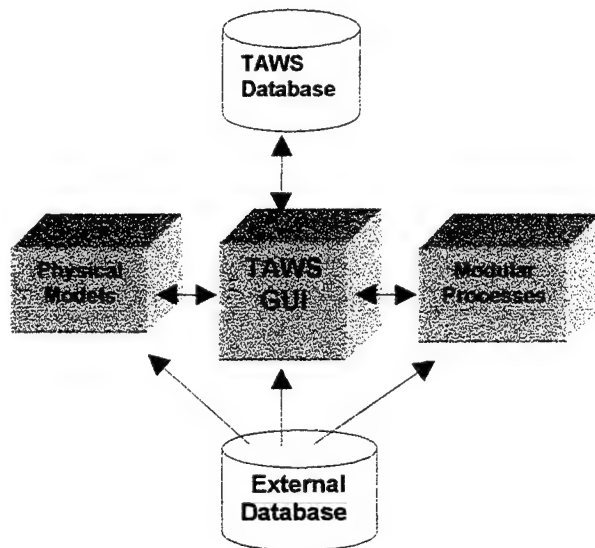 TAWS
Database
Physical
Models
TAWS
GUI
Modular
Processes
External
Database